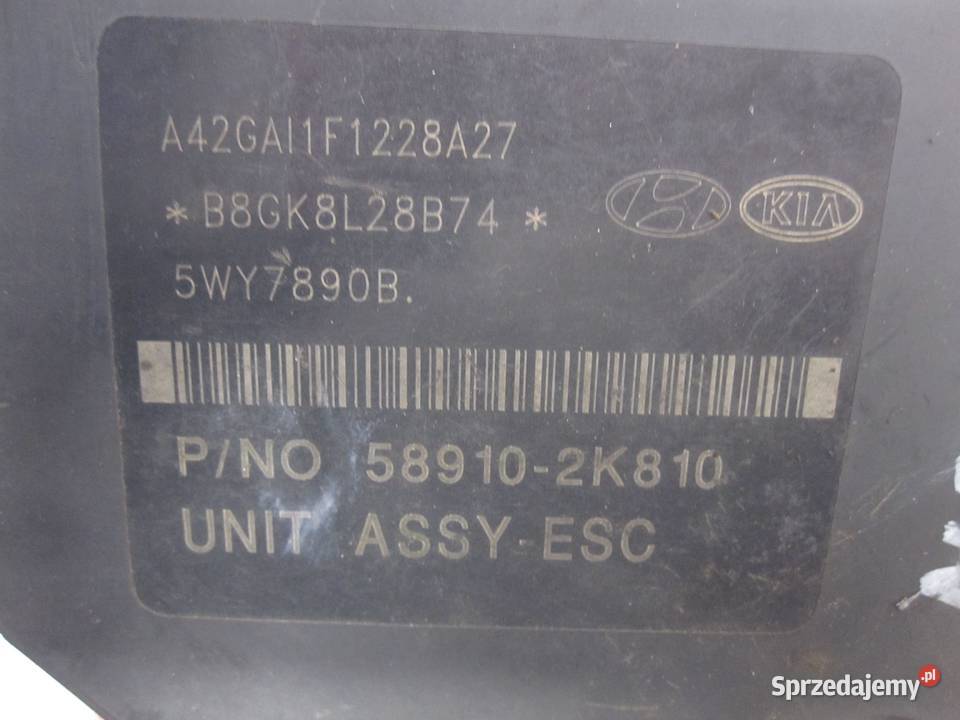 A42GAI1F1228A27
*B8GK8L28B74*
KIA
5WY7890B.
P/NO 58910-2K810
UNIT ASSY-ESC
Sprzedajemy.pl